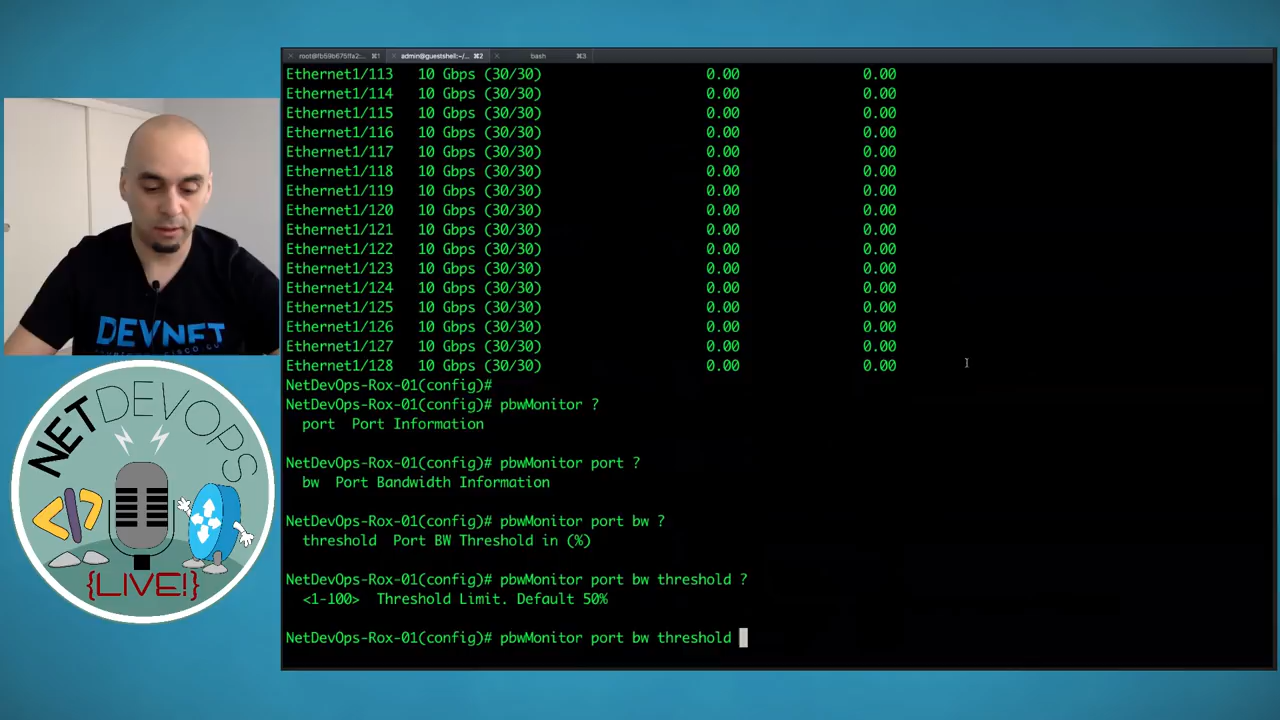 root@fb59b675ffa2:... ⌘1 admin@guestshell:~/... ⌘2 bash ⌘3
Ethernet1/113 10 Gbps (30/30) 0.00 0.00
Ethernet1/114 10 Gbps (30/30) 0.00 0.00
Ethernet1/115 10 Gbps (30/30) 0.00 0.00
Ethernet1/116 10 Gbps (30/30) 0.00 0.00
Ethernet1/117 10 Gbps (30/30) 0.00 0.00
Ethernet1/118 10 Gbps (30/30) 0.00 0.00
Ethernet1/119 10 Gbps (30/30) 0.00 0.00
Ethernet1/120 10 Gbps (30/30) 0.00 0.00
Ethernet1/121 10 Gbps (30/30) 0.00 0.00
Ethernet1/122 10 Gbps (30/30) 0.00 0.00
Ethernet1/123 10 Gbps (30/30) 0.00 0.00
Ethernet1/124 10 Gbps (30/30) 0.00 0.00
Ethernet1/125 10 Gbps (30/30) 0.00 0.00
Ethernet1/126 10 Gbps (30/30) 0.00 0.00
Ethernet1/127 10 Gbps (30/30) 0.00 0.00
Ethernet1/128 10 Gbps (30/30) 0.00 0.00
NetDevOps-Rox-01(config)#
NetDevOps-Rox-01(config)# pbwMonitor ?
port Port Information
NetDevOps-Rox-01(config)# pbwMonitor port ?
bw Port Bandwidth Information
NetDevOps-Rox-01(config)# pbwMonitor port bw ?
threshold Port BW Threshold in (%)
NetDevOps-Rox-01(config)# pbwMonitor port bw threshold ?
<1-100> Threshold Limit. Default 50%
NetDevOps-Rox-01(config)# pbwMonitor port bw threshold
DEVNET
NETDEVOPS
</>
{LIVE!}